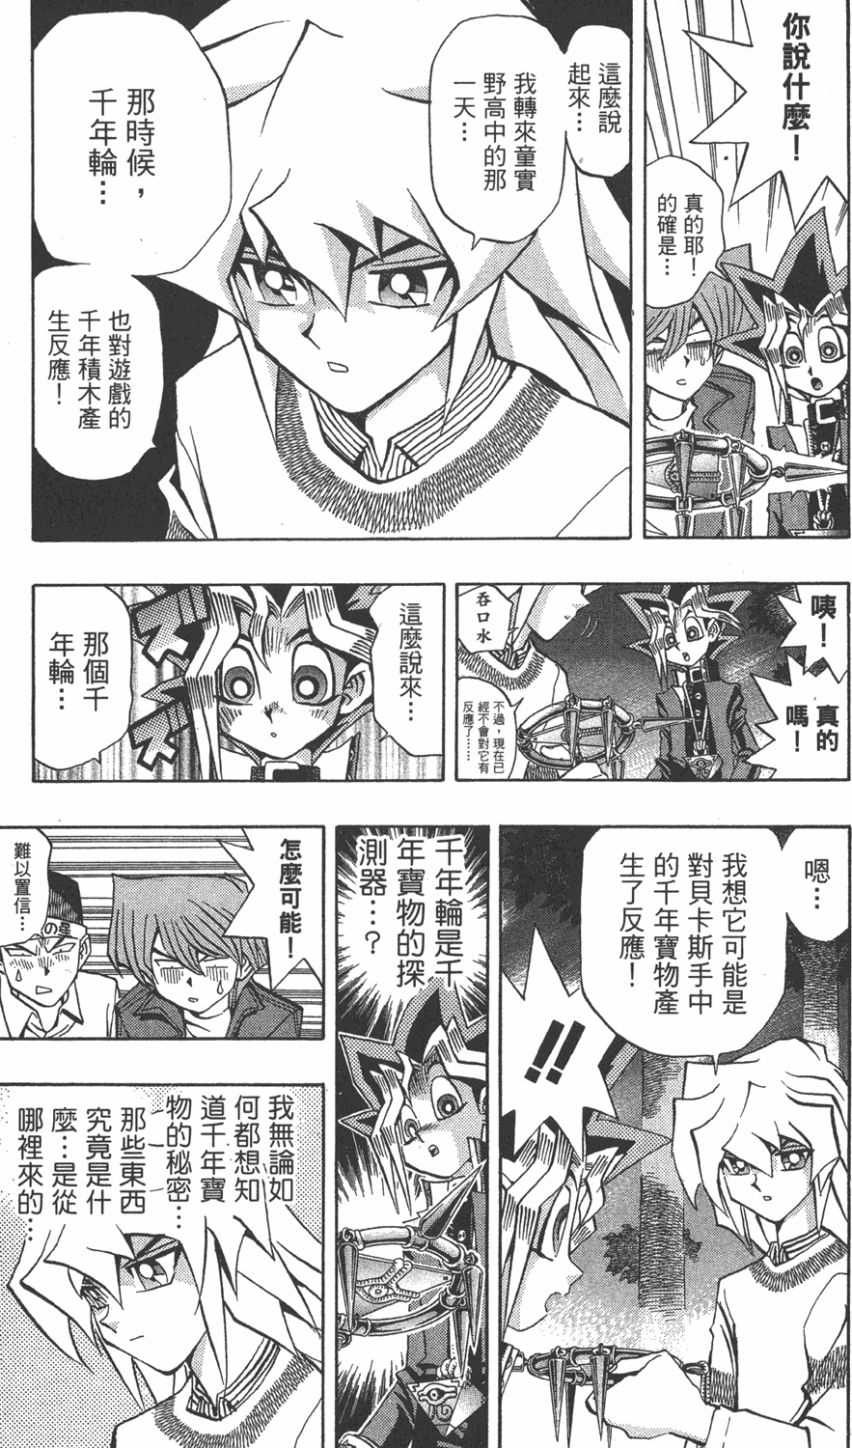 你說什麼！
真的耶！
的確是…
這麼說
起來…
我轉來童實
野高中的那
一天…
那時候，
千年輪…
也對遊戲的
千年積木產
生反應！
咦！
真的
嗎！
吞口水
不過，現在已
經不會對它有
反應了……
這麼說來…
那個千
年輪…
嗯…
我想它可能是
對貝卡斯手中
的千年寶物產
生了反應！
!!
千年輪是千
年寶物的探
測器…？
怎麼可能！
難以置信…
の星
我無論如
何都想知
道千年寶
物的秘密…
那些東西
究竟是什
麼…是從
哪裡來的…